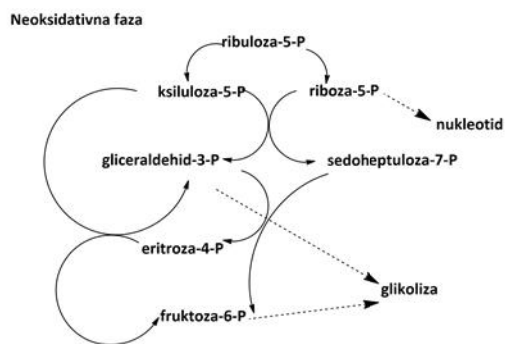 Neoksidativna faza
ribuloza-5-P
ksiluloza-5-P
riboza-5-P
nukleotid
gliceraldehid-3-P
sedoheptuloza-7-P
eritroza-4-P
glikoliza
fruktoza-6-P